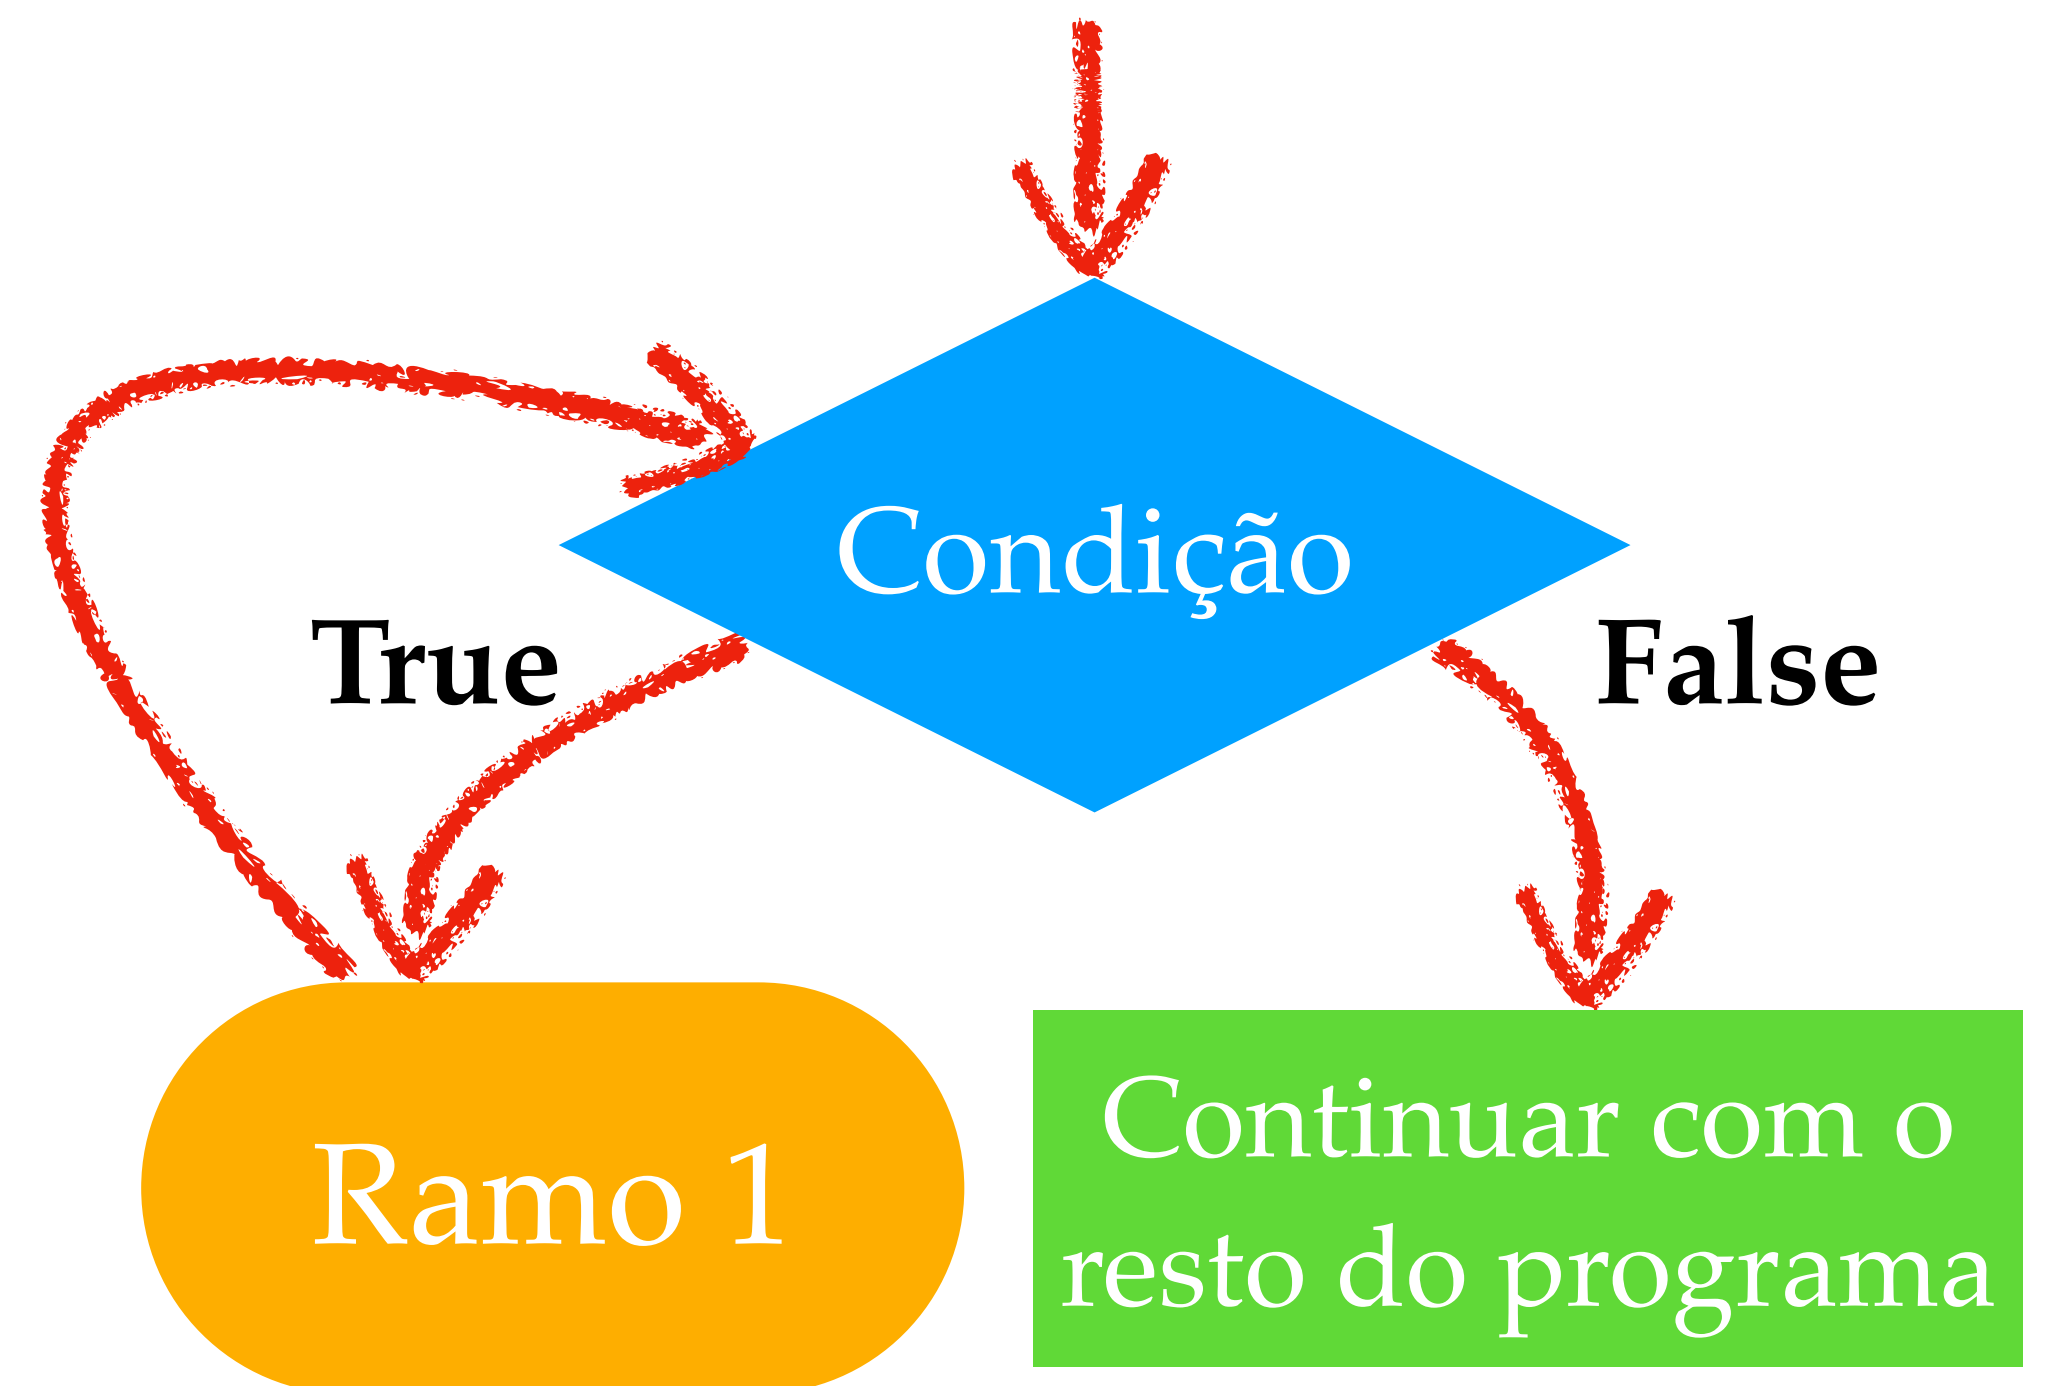 Condição
True
False
Ramo 1
Continuar com o
resto do programa